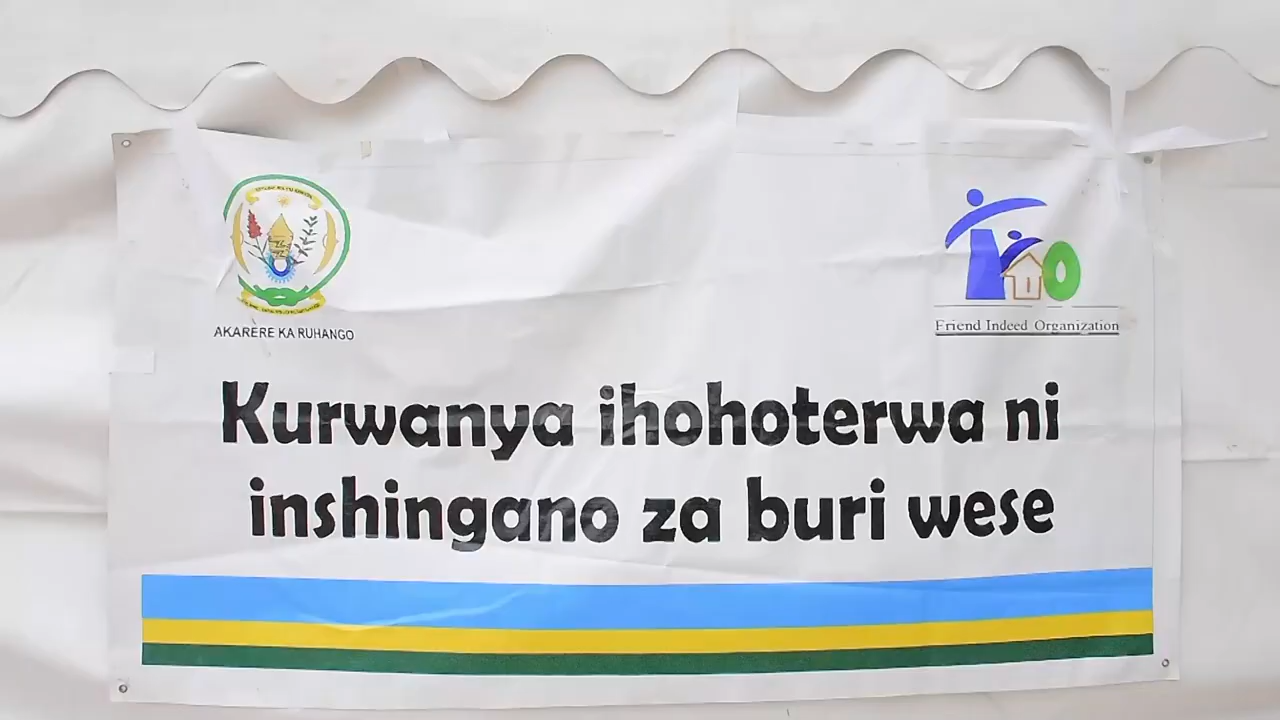 AKARERE KA RUHANGO
Friend Indeed Organization
Kurwanya ihohoterwa ni
inshingano za buri wese